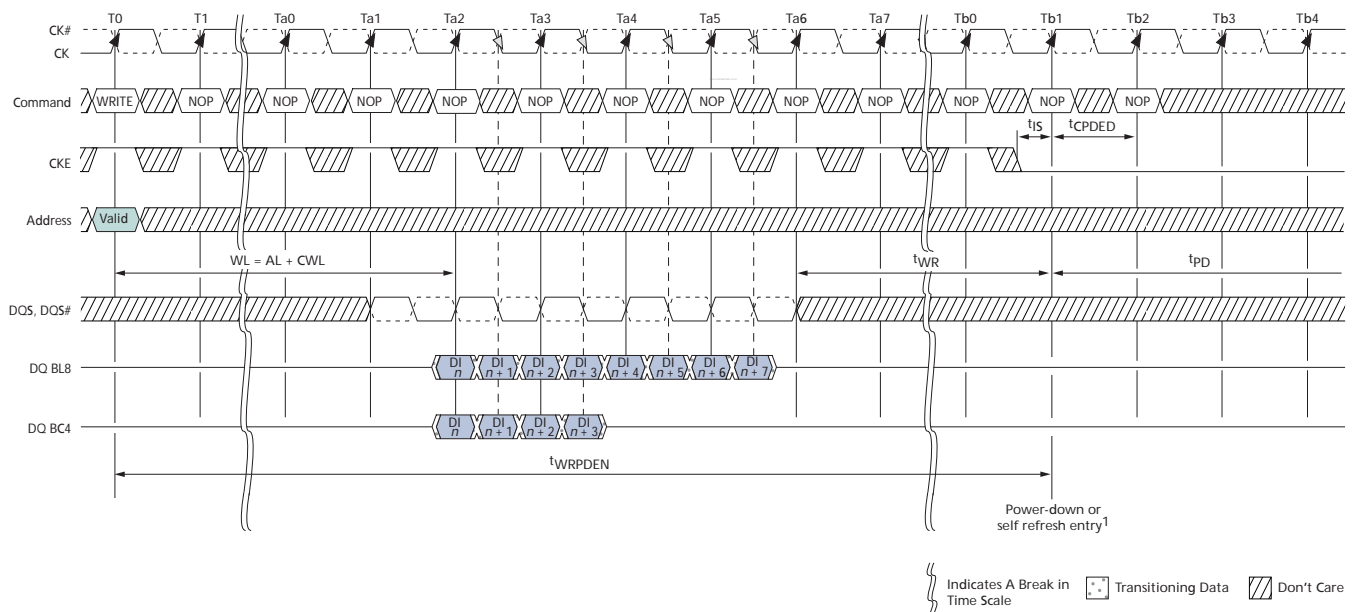 T0 T1 Ta0 Ta1 Ta2 Ta3 Ta4 Ta5 Ta6 Ta7 Tb0 Tb1 Tb2 Tb3 Tb4
CK#
CK
Command WRITE NOP NOP NOP NOP NOP NOP NOP NOP NOP NOP NOP NOP
tIS tCPDED
CKE
Address Valid
WL = AL + CWL tWR tPD
DQS, DQS#
DQ BL8 DI n DI n + 1 DI n + 2 DI n + 3 DI n + 4 DI n + 5 DI n + 6 DI n + 7
DQ BC4 DI n DI n + 1 DI n + 2 DI n + 3
tWRPDEN
Power-down or
self refresh entry1
Indicates A Break in
Time Scale
Transitioning Data
Don't Care